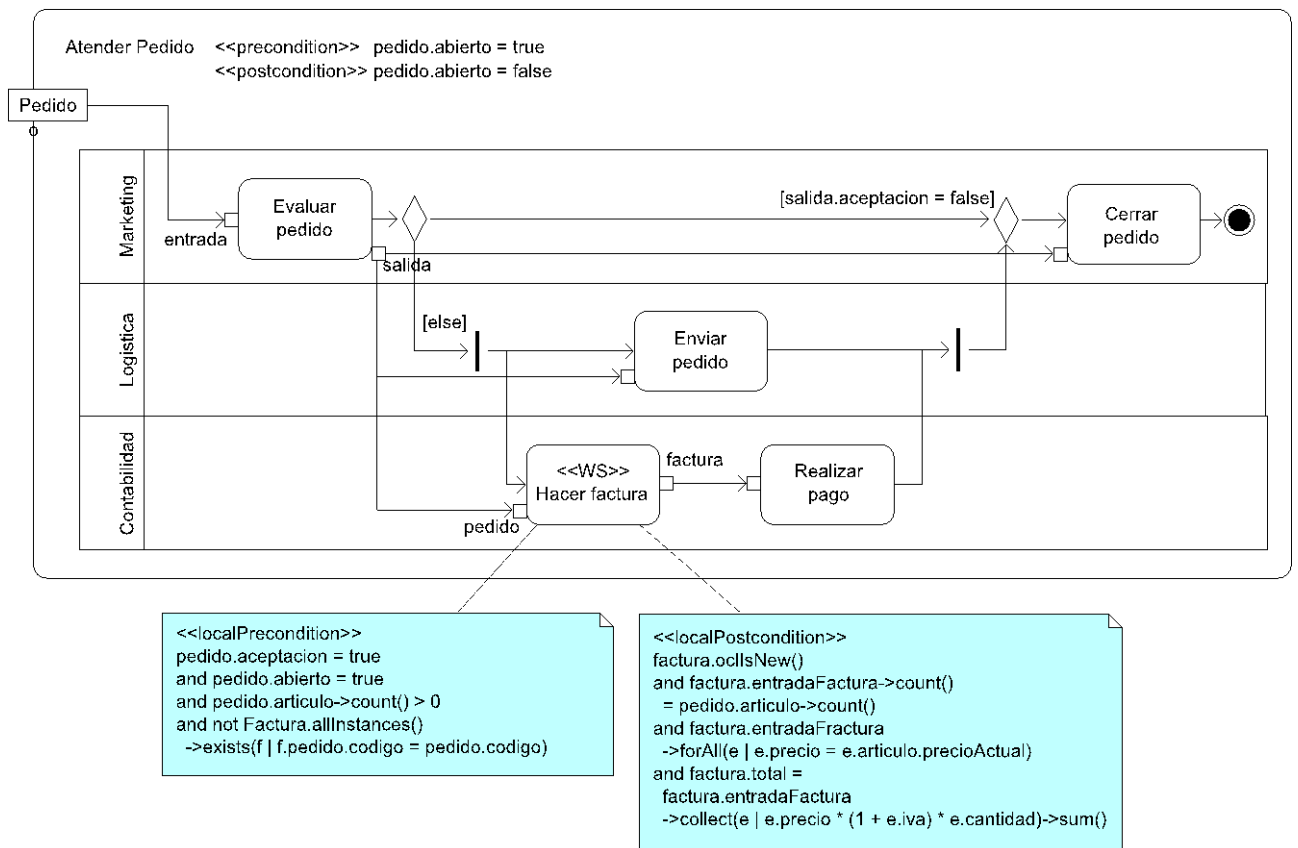 Atender Pedido <<precondition>> pedido.abierto = true
<<postcondition>> pedido.abierto = false
Pedido
o
Marketing
entrada
Evaluar
pedido
salida
[salida.aceptacion = false]
Cerrar
pedido
Logística
[else]
Enviar
pedido
Contabilidad
pedido
<<WS>>
Hacer factura
factura
Realizar
pago
<<localPrecondition>>
pedido.aceptacion = true
and pedido.abierto = true
and pedido.articulo->count() > 0
and not Factura.allInstances()
->exists(f | f.pedido.codigo = pedido.codigo)
<<localPostcondition>>
factura.oclIsNew()
and factura.entradaFactura->count()
= pedido.articulo->count()
and factura.entradaFractura
->forAll(e | e.precio = e.articulo.precioActual)
and factura.total =
factura.entradaFactura
->collect(e | e.precio * (1 + e.iva) * e.cantidad)->sum()